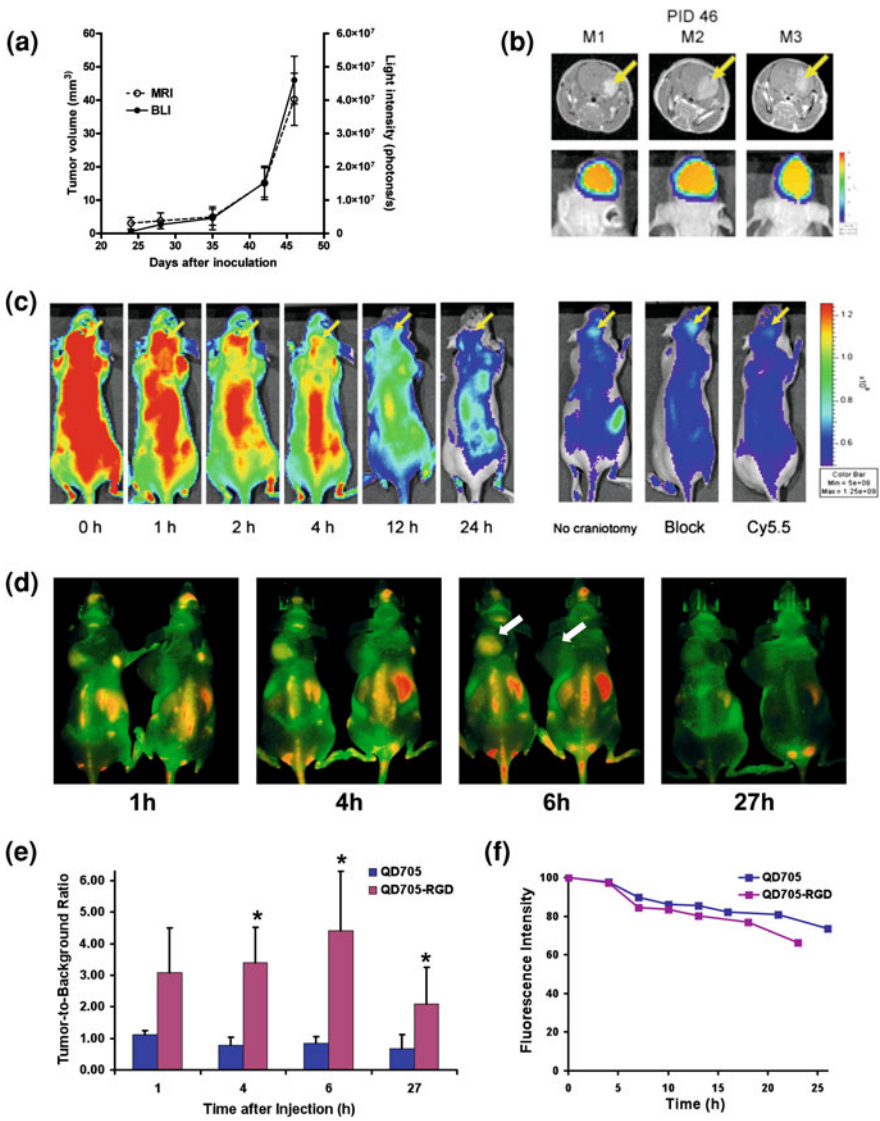 (a)
Tumor volume (mm³)
60
50
40
30
20
10
0
MRI
BLI
6.0×10⁷
5.0×10⁷
4.0×10⁷
3.0×10⁷
2.0×10⁷
1.0×10⁷
0
Light intensity (photons/s)
20 25 30 35 40 45 50
Days after inoculation
(b)
PID 46
M1 M2 M3
(c)
0 h 1 h 2 h 4 h 12 h 24 h
No craniotomy Block Cy5.5
1.2
1.0
0.8
0.6
Color Bar
Min = 5e+08
Max = 1.25e+09
(d)
1h 4h 6h 27h
(e)
Tumor-to-Background Ratio
6.00
5.00
4.00
3.00
2.00
1.00
0.00
QD705
QD705-RGD
* * *
1 4 6 27
Time after Injection (h)
(f)
Fluorescence Intensity
100
80
60
40
20
0
QD705
QD705-RGD
0 5 10 15 20 25
Time (h)